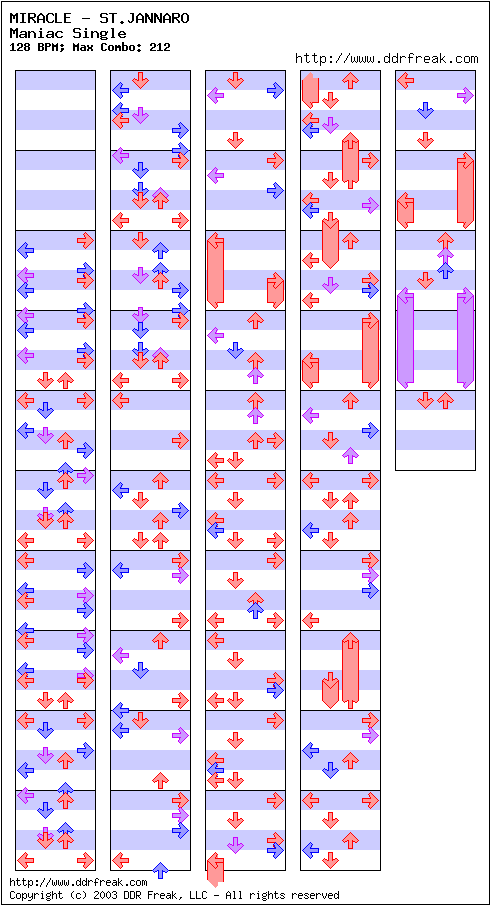 MIRACLE - ST.JANNARO
Maniac Single
128 BPM; Max Combo: 212
http://www.ddrfreak.com
http://www.ddrfreak.com
Copyright (c) 2003 DDR Freak, LLC - All rights reserved